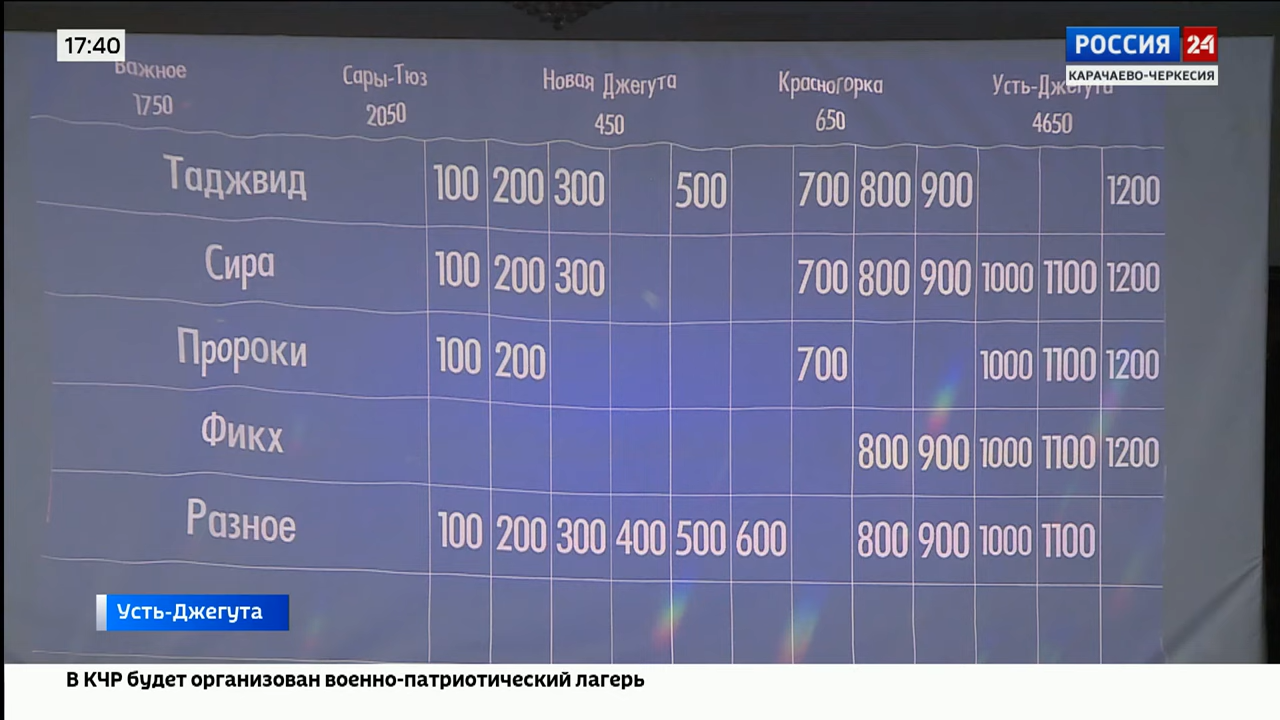 17:40
РОССИЯ 24
КАРАЧАЕВО-ЧЕРКЕСИЯ
Важное Сары-Тюз Новая Джегута Красногорка Усть-Джегута
1750 2050 450 650 4650
Таджвид 100 200 300 500 700 800 900 1200
Сира 100 200 300 700 800 900 1000 1100 1200
Пророки 100 200 700 1000 1100 1200
Фикх 800 900 1000 1100 1200
Разное 100 200 300 400 500 600 800 900 1000 1100
Усть-Джегута
В КЧР будет организован военно-патриотический лагерь